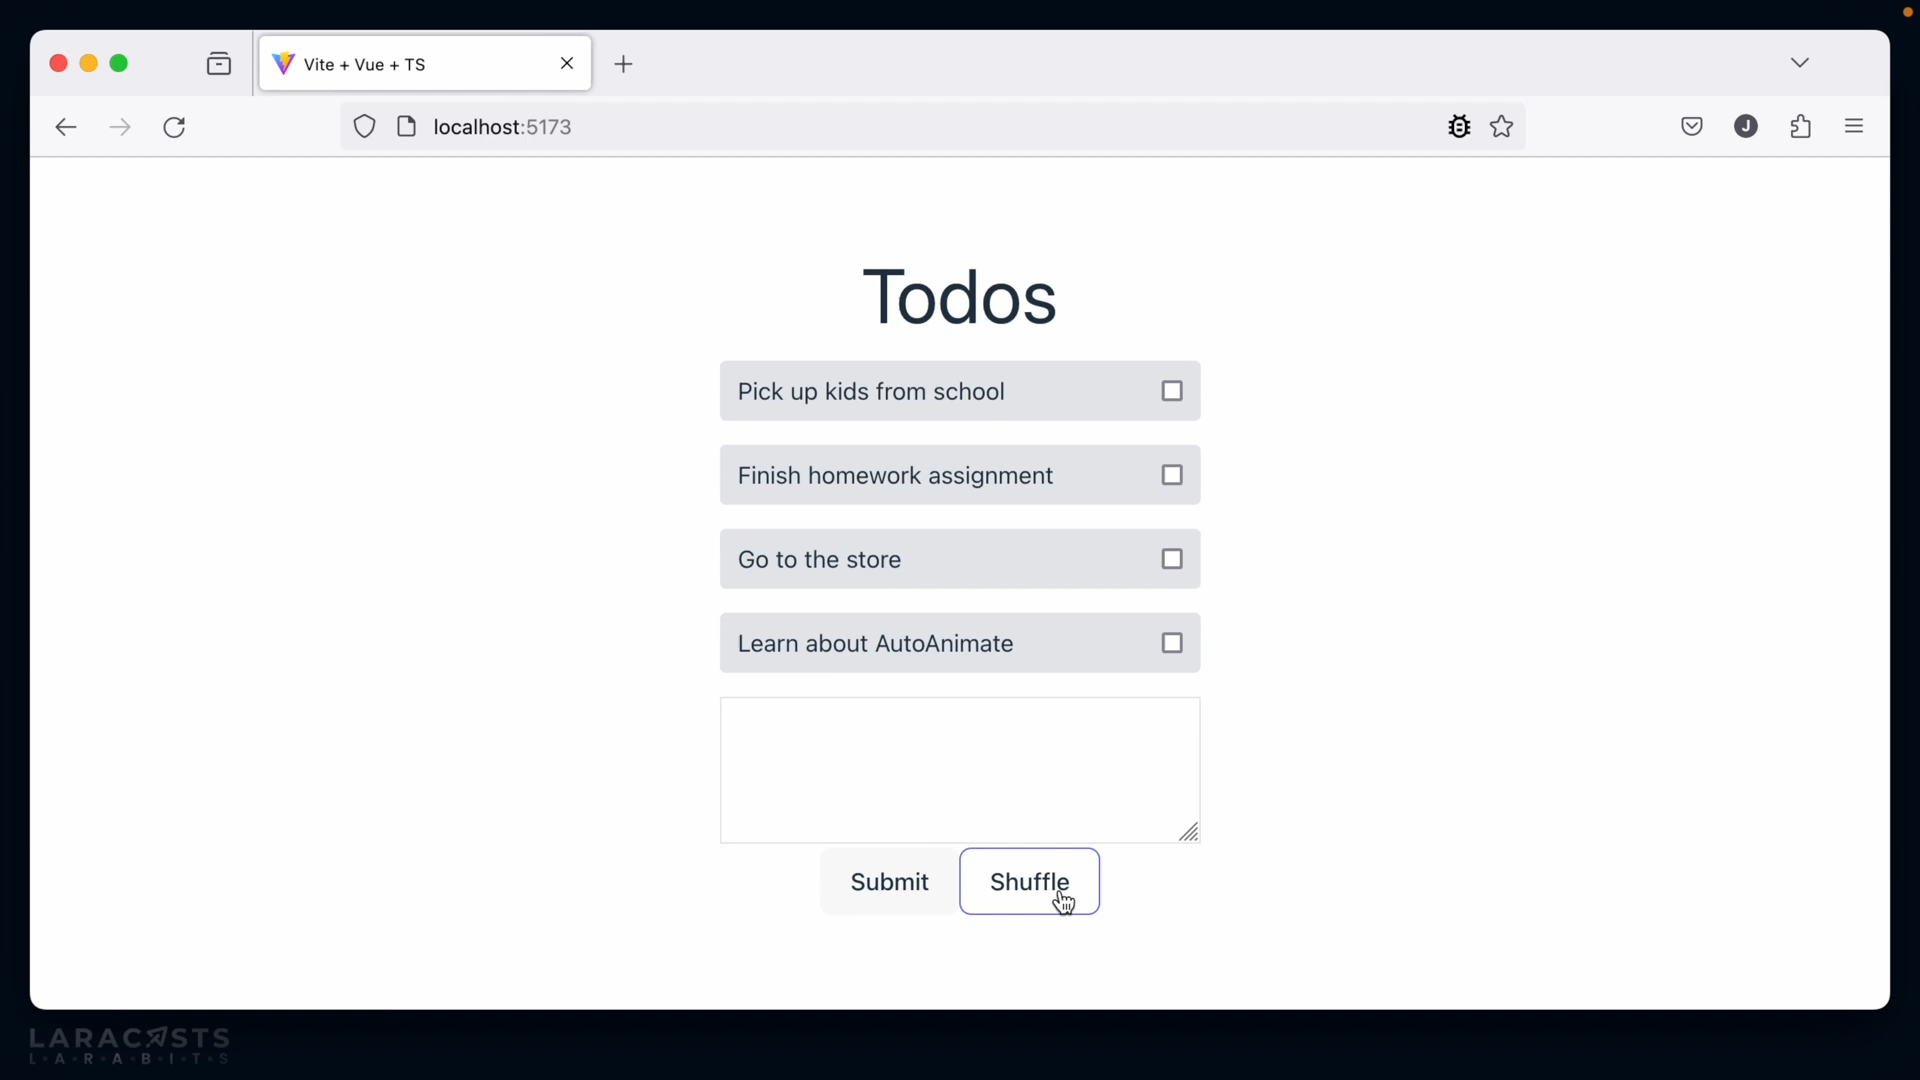 Vite + Vue + TS
localhost:5173
J
Todos
Pick up kids from school
Finish homework assignment
Go to the store
Learn about AutoAnimate
Submit
Shuffle
LARACASTS
L·A·R·A·B·I·T·S